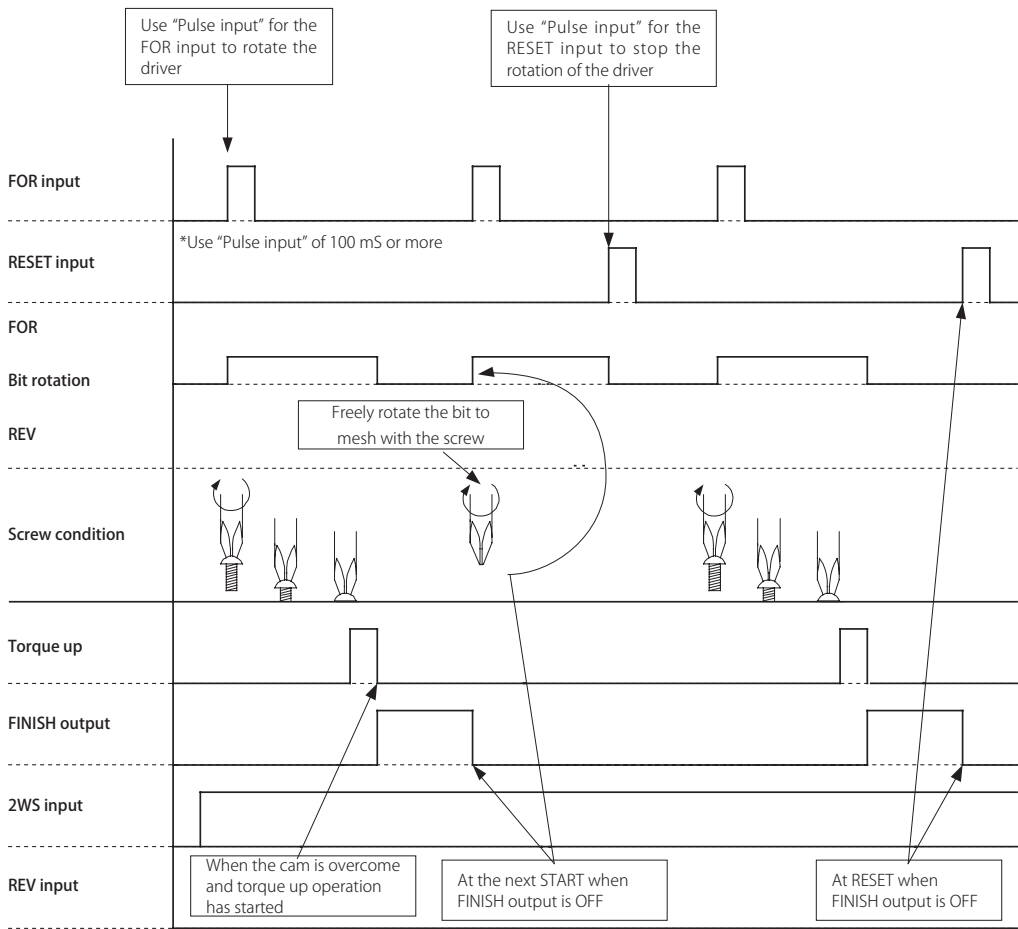 Use “Pulse input” for the
FOR input to rotate the
driver
Use “Pulse input” for the
RESET input to stop the
rotation of the driver
FOR input
*Use “Pulse input” of 100 mS or more
RESET input
FOR
Bit rotation
Freely rotate the bit to
mesh with the screw
REV
Screw condition
Torque up
FINISH output
2WS input
When the cam is overcome
and torque up operation
has started
At the next START when
FINISH output is OFF
At RESET when
FINISH output is OFF
REV input